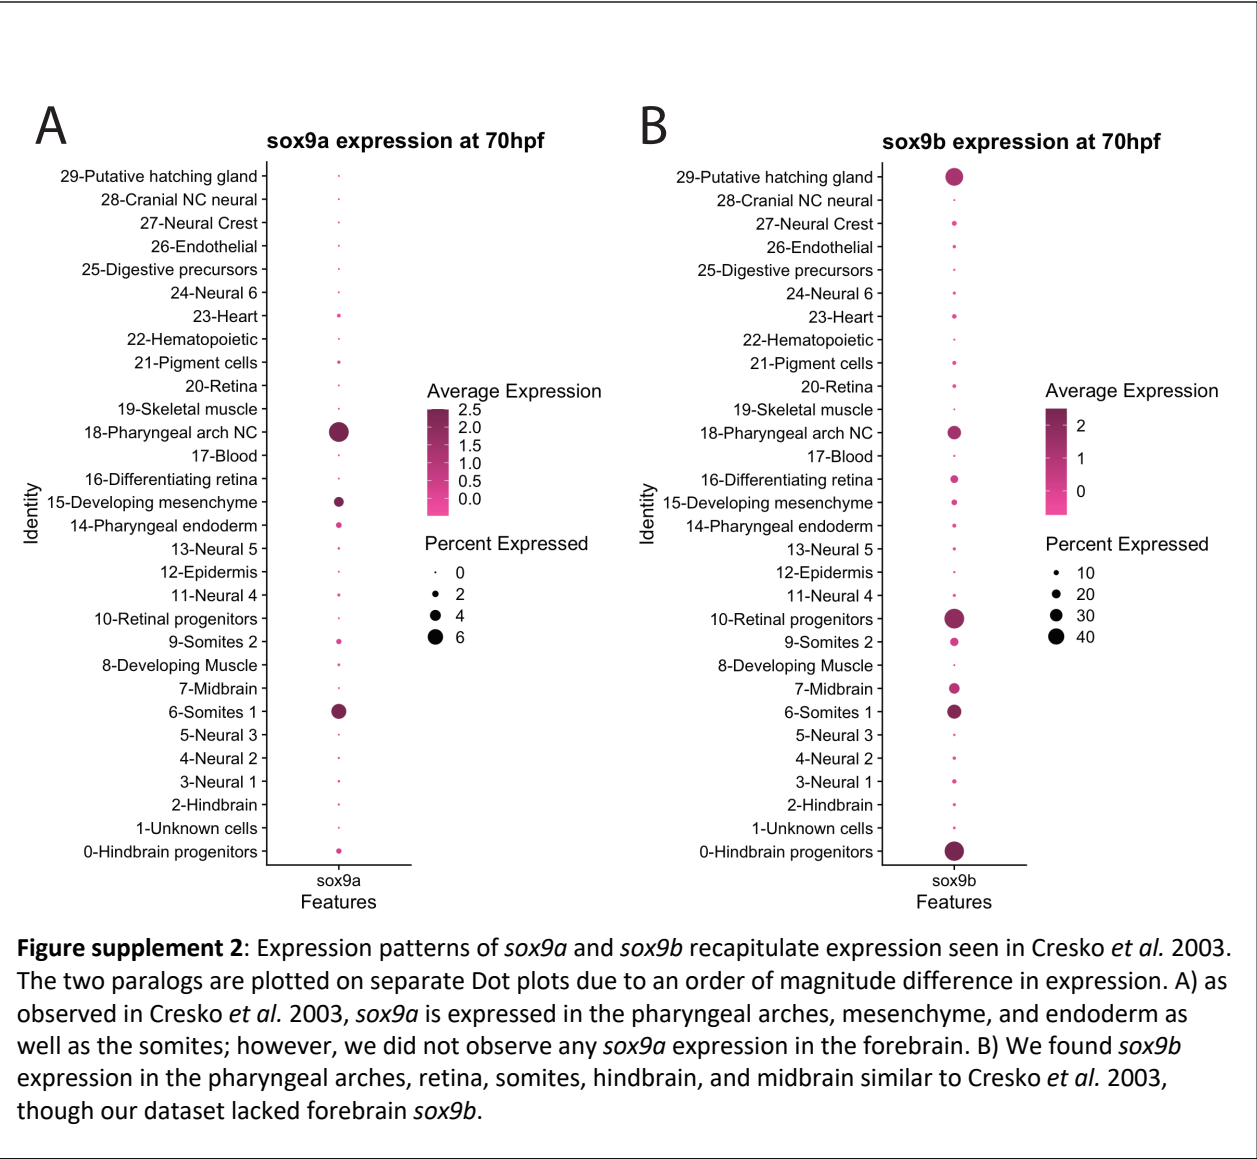 A
sox9a expression at 70hpf
29-Putative hatching gland
28-Cranial NC neural
27-Neural Crest
26-Endothelial
25-Digestive precursors
24-Neural 6
23-Heart
22-Hematopoietic
21-Pigment cells
20-Retina
19-Skeletal muscle
18-Pharyngeal arch NC
17-Blood
16-Differentiating retina
15-Developing mesenchyme
14-Pharyngeal endoderm
13-Neural 5
12-Epidermis
11-Neural 4
10-Retinal progenitors
9-Somites 2
8-Developing Muscle
7-Midbrain
6-Somites 1
5-Neural 3
4-Neural 2
3-Neural 1
2-Hindbrain
1-Unknown cells
0-Hindbrain progenitors
Identity
sox9a
Features
Average Expression
2.5
2.0
1.5
1.0
0.5
0.0
Percent Expressed
0
2
4
6
B
sox9b expression at 70hpf
29-Putative hatching gland
28-Cranial NC neural
27-Neural Crest
26-Endothelial
25-Digestive precursors
24-Neural 6
23-Heart
22-Hematopoietic
21-Pigment cells
20-Retina
19-Skeletal muscle
18-Pharyngeal arch NC
17-Blood
16-Differentiating retina
15-Developing mesenchyme
14-Pharyngeal endoderm
13-Neural 5
12-Epidermis
11-Neural 4
10-Retinal progenitors
9-Somites 2
8-Developing Muscle
7-Midbrain
6-Somites 1
5-Neural 3
4-Neural 2
3-Neural 1
2-Hindbrain
1-Unknown cells
0-Hindbrain progenitors
Identity
sox9b
Features
Average Expression
2
1
0
Percent Expressed
10
20
30
40
Figure supplement 2: Expression patterns of sox9a and sox9b recapitulate expression seen in Cresko et al. 2003.
The two paralogs are plotted on separate Dot plots due to an order of magnitude difference in expression. A) as
observed in Cresko et al. 2003, sox9a is expressed in the pharyngeal arches, mesenchyme, and endoderm as
well as the somites; however, we did not observe any sox9a expression in the forebrain. B) We found sox9b
expression in the pharyngeal arches, retina, somites, hindbrain, and midbrain similar to Cresko et al. 2003,
though our dataset lacked forebrain sox9b.